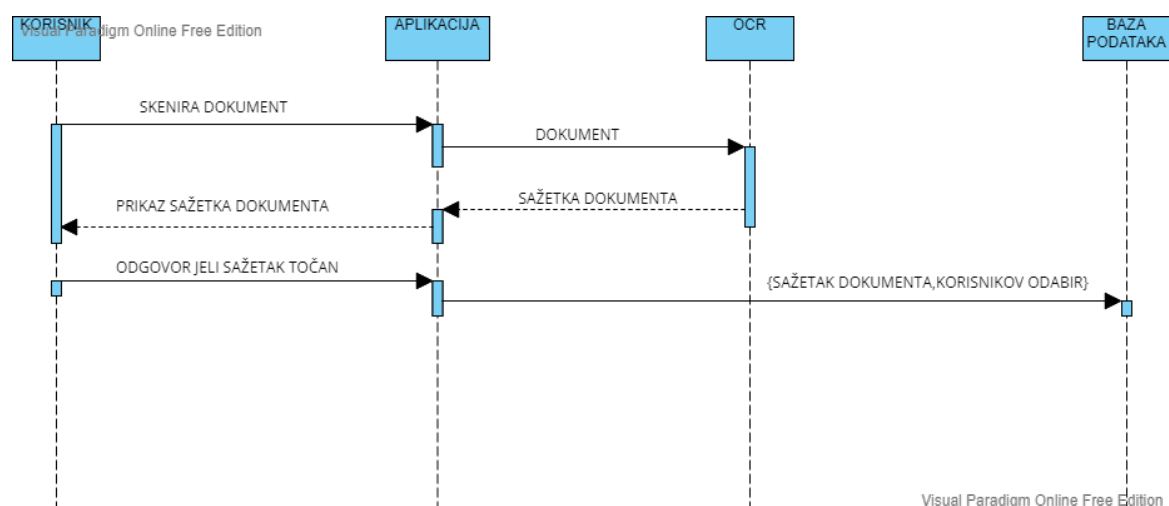 KORISNIK
Visual Paradigm Online Free Edition
APLIKACIJA
OCR
BAZA
PODATAKA
SKENIRA DOKUMENT
DOKUMENT
SAŽETKA DOKUMENTA
PRIKAZ SAŽETKA DOKUMENTA
ODGOVOR JELI SAŽETAK TOČAN
{SAŽETAK DOKUMENTA,KORISNIKOV ODABIR}
Visual Paradigm Online Free Edition